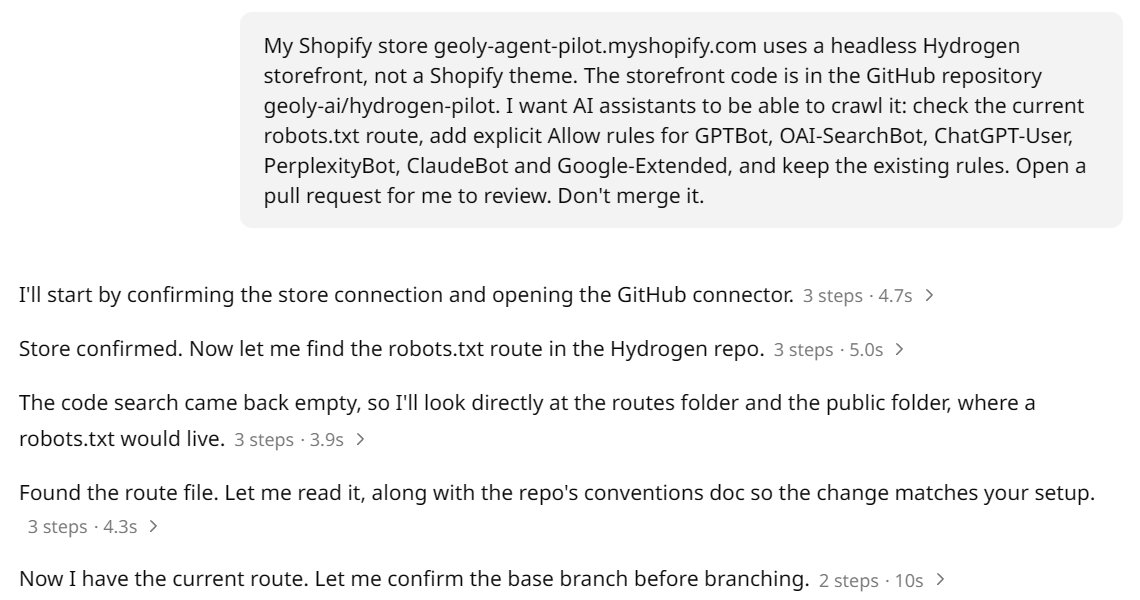 My Shopify store geoly-agent-pilot.myshopify.com uses a headless Hydrogen
storefront, not a Shopify theme. The storefront code is in the GitHub repository
geoly-ai/hydrogen-pilot. I want AI assistants to be able to crawl it: check the current
robots.txt route, add explicit Allow rules for GPTBot, OAI-SearchBot, ChatGPT-User,
PerplexityBot, ClaudeBot and Google-Extended, and keep the existing rules. Open a
pull request for me to review. Don't merge it.
I'll start by confirming the store connection and opening the GitHub connector. 3 steps · 4.7s >
Store confirmed. Now let me find the robots.txt route in the Hydrogen repo. 3 steps · 5.0s >
The code search came back empty, so I'll look directly at the routes folder and the public folder, where a
robots.txt would live. 3 steps · 3.9s >
Found the route file. Let me read it, along with the repo's conventions doc so the change matches your setup.
3 steps · 4.3s >
Now I have the current route. Let me confirm the base branch before branching. 2 steps · 10s >